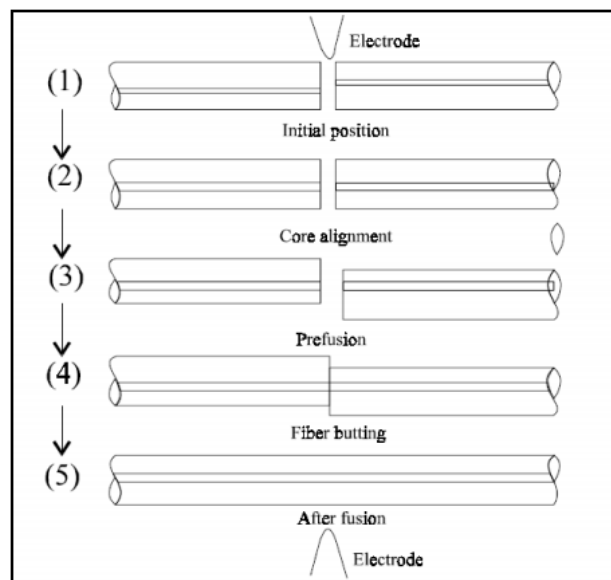 Electrode
(1)
Initial position
(2)
Core alignment
(3)
Prefusion
(4)
Fiber butting
(5)
After fusion
Electrode